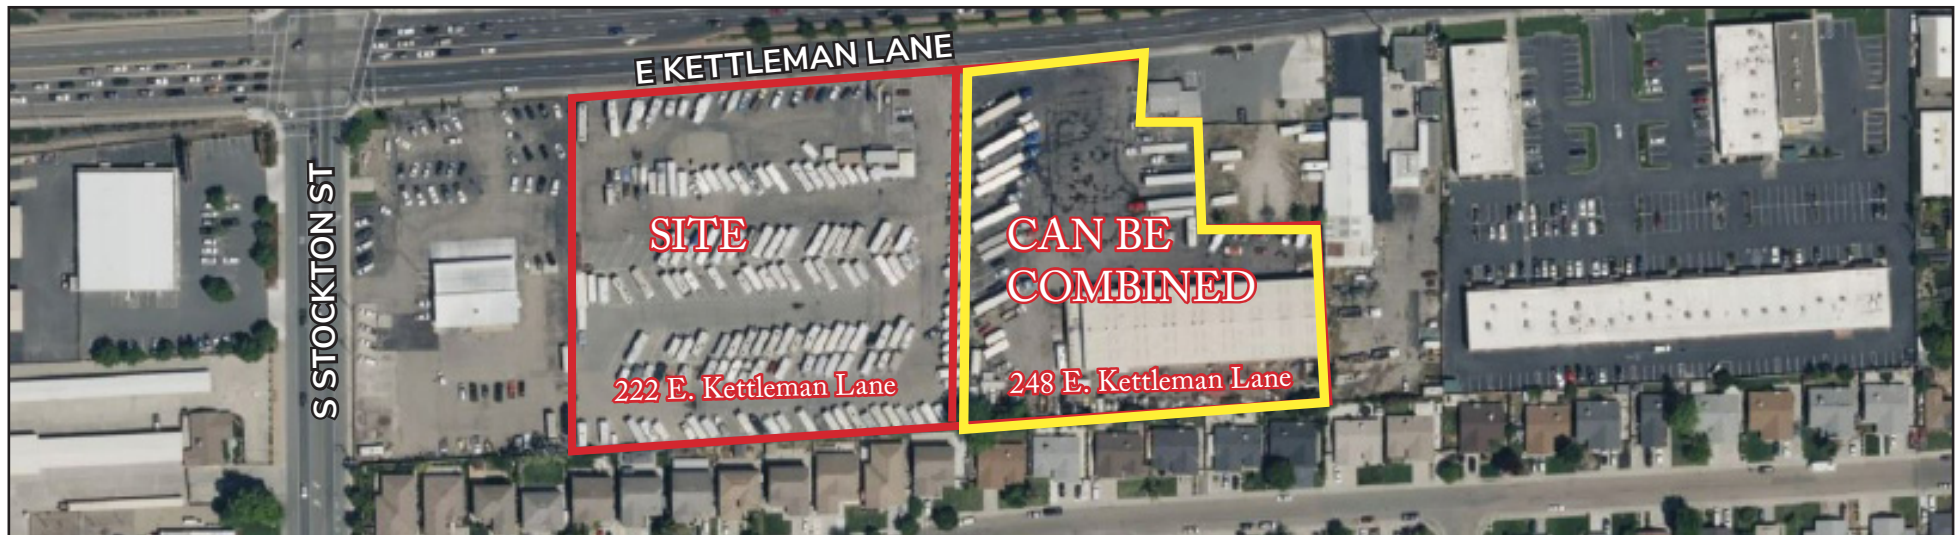 E KETTLEMAN LANE
S STOCKTON ST
SITE
CAN BE
COMBINED
222 E. Kettleman Lane
248 E. Kettleman Lane